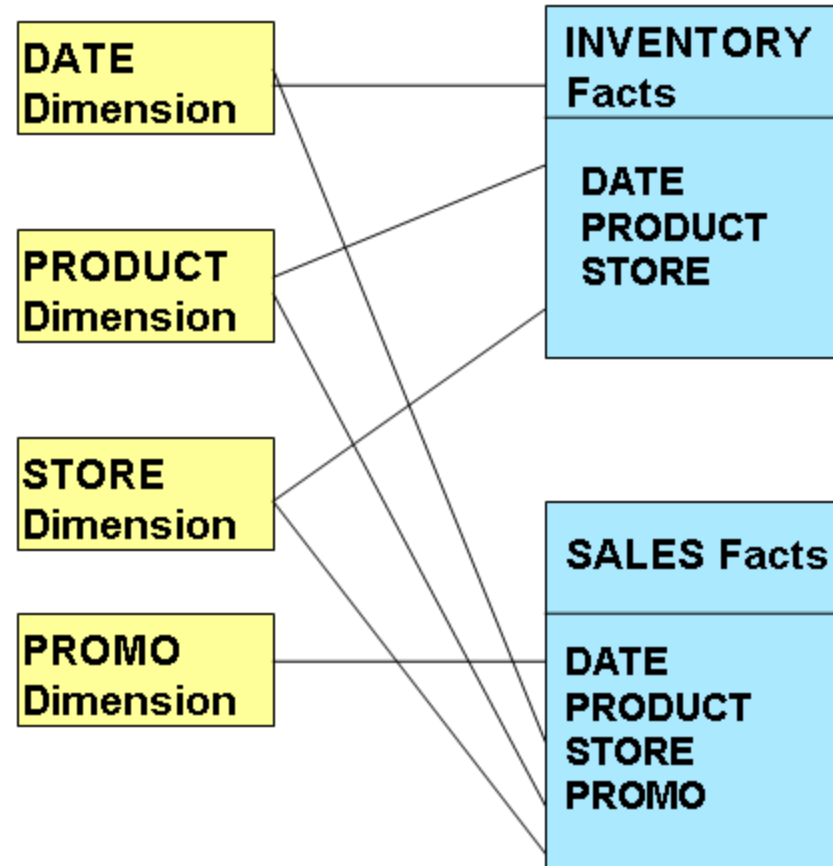 DATE
Dimension
PRODUCT
Dimension
STORE
Dimension
PROMO
Dimension
INVENTORY
Facts
DATE
PRODUCT
STORE
SALES Facts
DATE
PRODUCT
STORE
PROMO